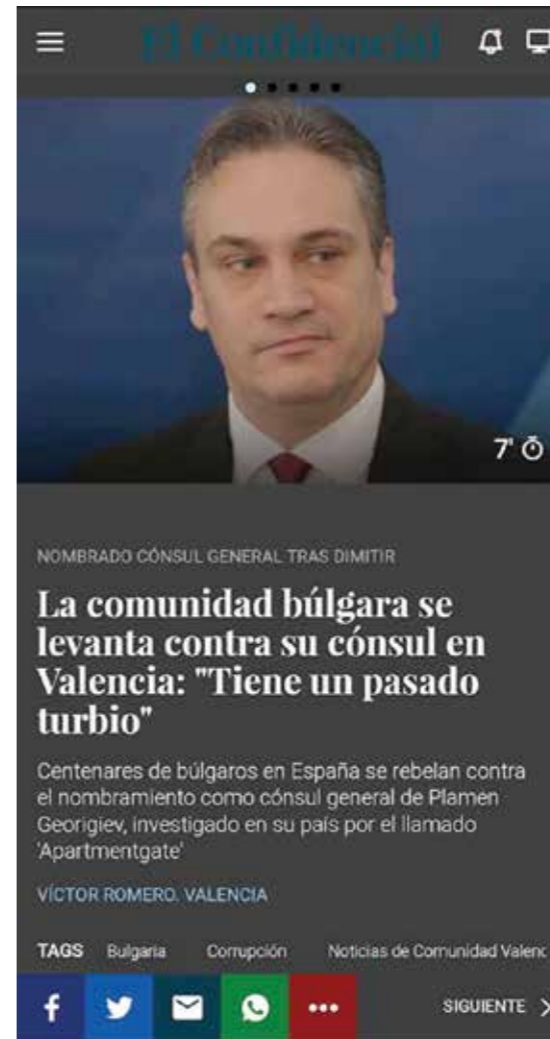 El Confidencial
7'
NOMBRADO CÓNSUL GENERAL TRAS DIMITIR
La comunidad búlgara se
levanta contra su cónsul en
Valencia: "Tiene un pasado
turbio"
Centenares de búlgaros en España se rebelan contra
el nombramiento como cónsul general de Plamen
Georigiev, investigado en su país por el llamado
'Apartmentgate'
VÍCTOR ROMERO. VALENCIA
TAGS Bulgaria Corrupción Noticias de Comunidad Valenc
SIGUIENTE